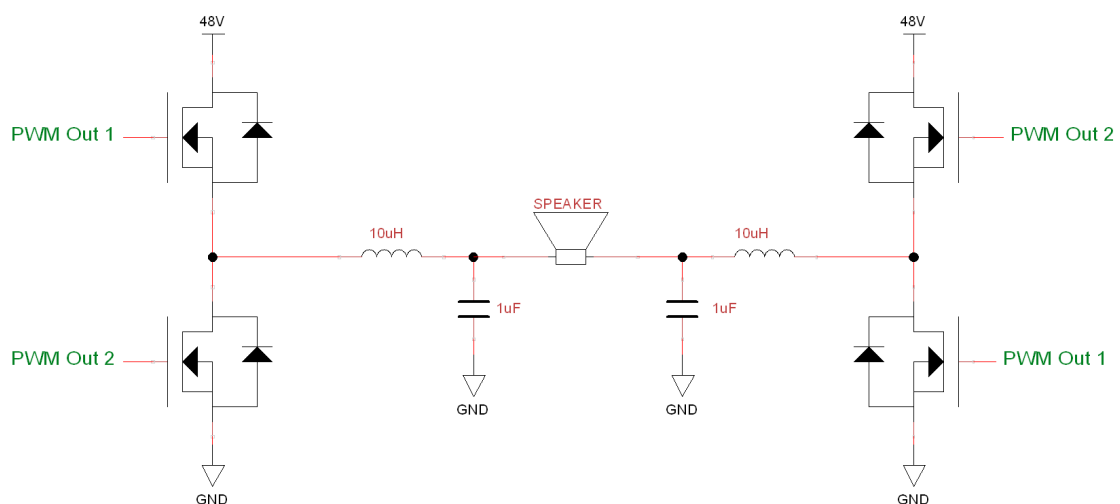 48V
48V
PWM Out 1
PWM Out 2
SPEAKER
10uH
10uH
1uF
1uF
PWM Out 2
PWM Out 1
GND
GND
GND
GND